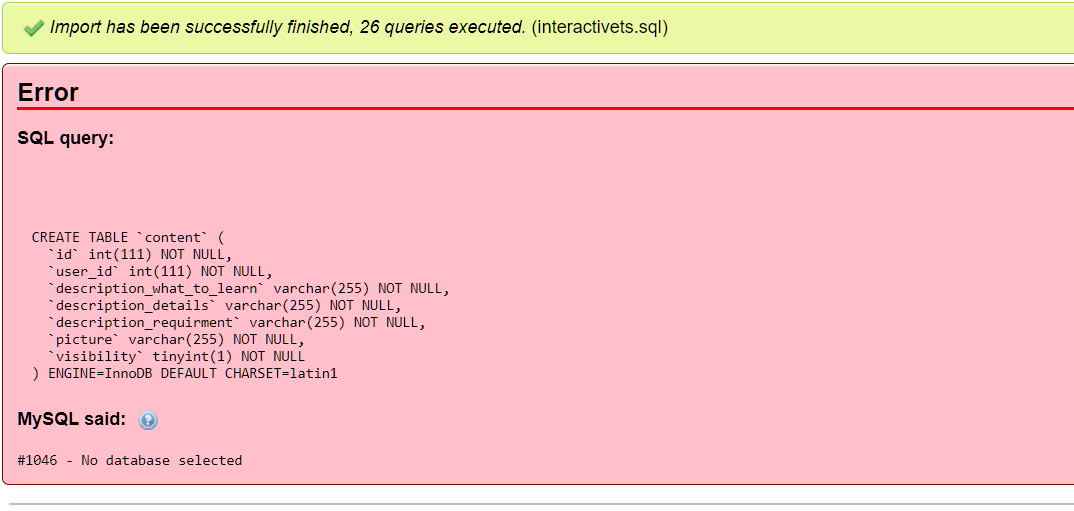 Import has been successfully finished, 26 queries executed. (interactivets.sql)
Error
SQL query:
CREATE TABLE `content` (
`id` int(111) NOT NULL,
`user_id` int(111) NOT NULL,
`description_what_to_learn` varchar(255) NOT NULL,
`description_details` varchar(255) NOT NULL,
`description_requirment` varchar(255) NOT NULL,
`picture` varchar(255) NOT NULL,
`visibility` tinyint(1) NOT NULL
) ENGINE=InnoDB DEFAULT CHARSET=latin1
MySQL said:
#1046 - No database selected